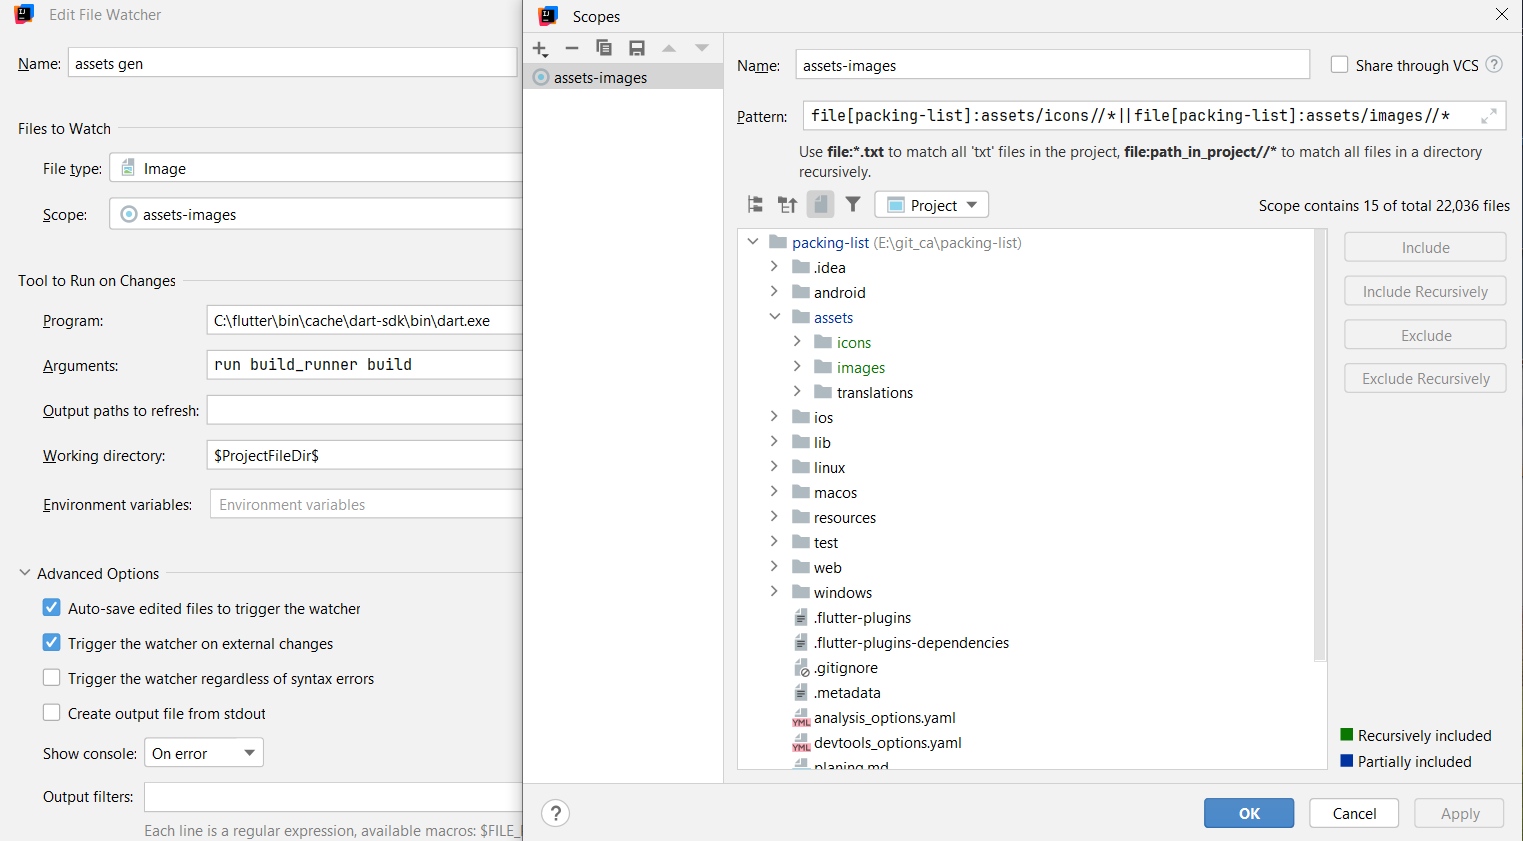 Edit File Watcher
Name: assets gen
Files to Watch
File type: Image
Scope: assets-images
Tool to Run on Changes
Program: C:\flutter\bin\cache\dart-sdk\bin\dart.exe
Arguments: run build_runner build
Output paths to refresh:
Working directory: $ProjectFileDir$
Environment variables: Environment variables
Advanced Options
Auto-save edited files to trigger the watcher
Trigger the watcher on external changes
Trigger the watcher regardless of syntax errors
Create output file from stdout
Show console: On error
Output filters:
Each line is a regular expression, available macros: $FILE_
Scopes
assets-images
Name: assets-images
Share through VCS ?
Pattern: file[packing-list]:assets/icons//*||file[packing-list]:assets/images//*
Use file:*.txt to match all 'txt' files in the project, file:path_in_project//* to match all files in a directory
recursively.
Project
Scope contains 15 of total 22,036 files
packing-list (E:\git_ca\packing-list)
.idea
android
assets
icons
images
translations
ios
lib
linux
macos
resources
test
web
windows
.flutter-plugins
.flutter-plugins-dependencies
.gitignore
.metadata
YML analysis_options.yaml
YML devtools_options.yaml
planing.md
Include
Include Recursively
Exclude
Exclude Recursively
Recursively included
Partially included
?
OK
Cancel
Apply